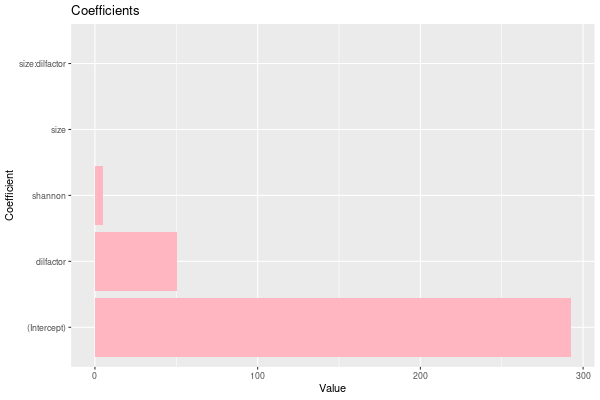 Coefficients
size:dilfactor
size
shannon
dilfactor
(Intercept)
Coefficient
0
100
200
300
Value